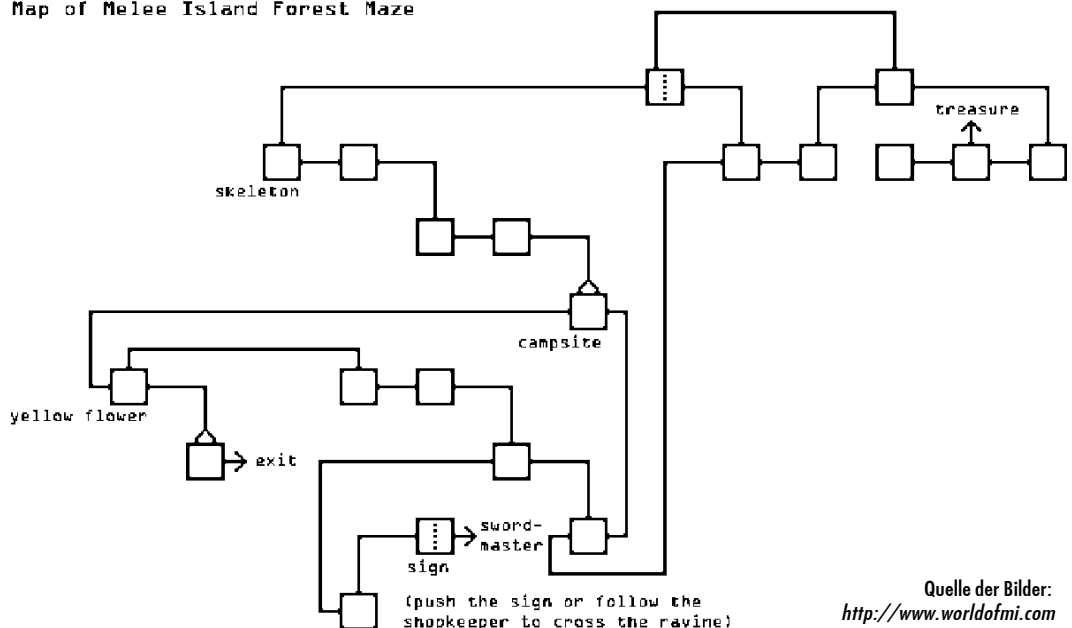 Map of Melee Island Forest Maze
treasure
skeleton
campsite
yellow flower
exit
sword-
master
sign
(push the sign or follow the
shopkeeper to cross the ravine)
Quelle der Bilder:
http://www.worldofmi.com